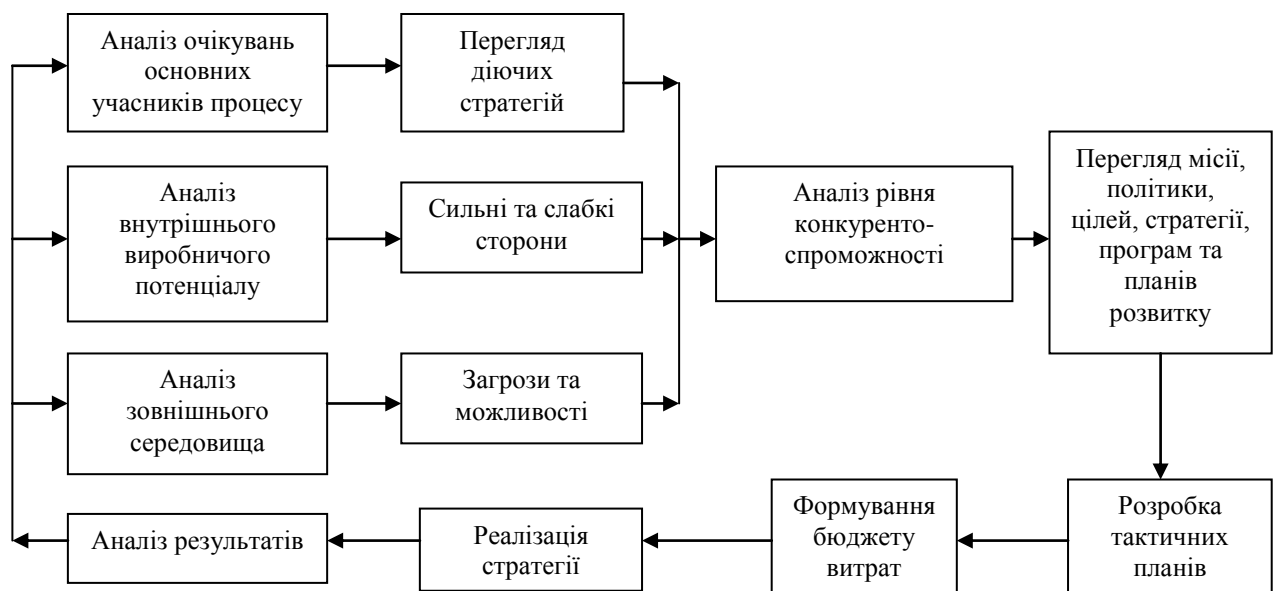 Аналіз очікувань
основних
учасників процесу
Перегляд
діючих
стратегій
Аналіз
внутрішнього
виробничого
потенціалу
Сильні та слабкі
сторони
Аналіз рівня
конкуренто-
спроможності
Перегляд місії,
політики,
цілей, стратегії,
програм та
планів
розвитку
Аналіз
зовнішнього
середовища
Загрози та
можливості
Аналіз результатів
Реалізація
стратегії
Формування
бюджету
витрат
Розробка
тактичних
планів